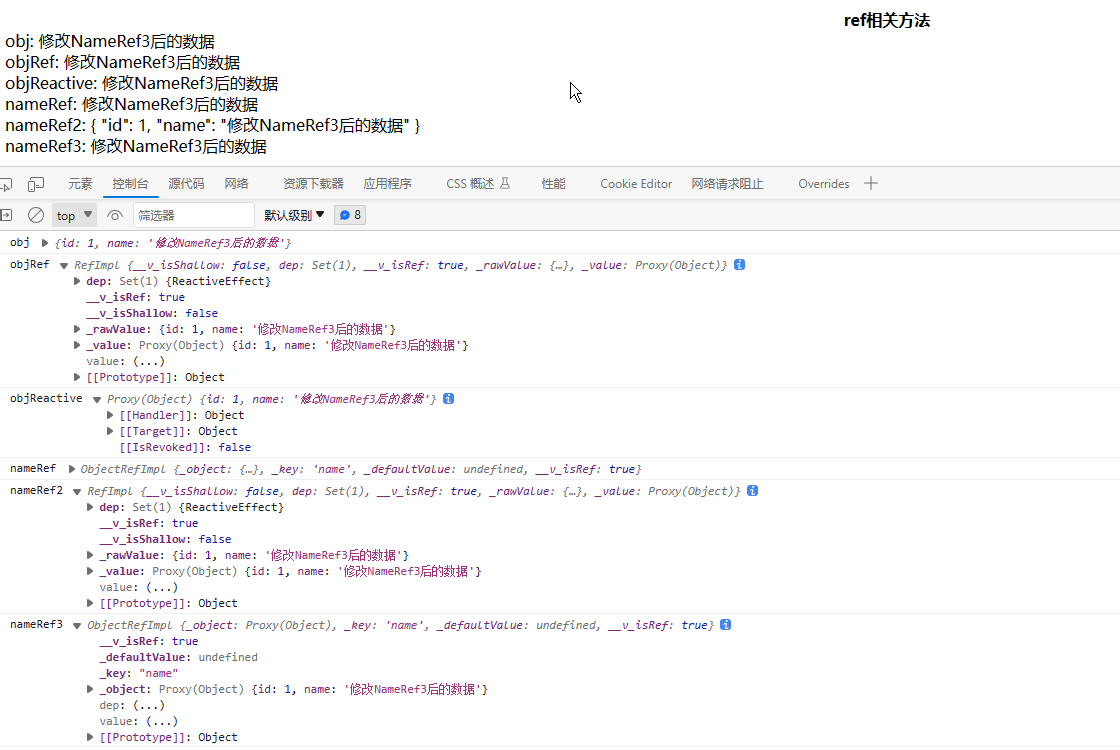 ref相关方法
obj: 修改NameRef3后的数据
objRef: 修改NameRef3后的数据
objReactive: 修改NameRef3后的数据
nameRef: 修改NameRef3后的数据
nameRef2: { "id": 1, "name": "修改NameRef3后的数据" }
nameRef3: 修改NameRef3后的数据
元素 控制台 源代码 网络 资源下载器 应用程序 CSS 概述 性能 Cookie Editor 网络请求阻止 Overrides
top 筛选器 默认级别 8
obj {id: 1, name: '修改NameRef3后的数据'}
objRef RefImpl {__v_isShallow: false, dep: Set(1), __v_isRef: true, _rawValue: {…}, _value: Proxy(Object)}
dep: Set(1) {ReactiveEffect}
__v_isRef: true
__v_isShallow: false
_rawValue: {id: 1, name: '修改NameRef3后的数据'}
_value: Proxy(Object) {id: 1, name: '修改NameRef3后的数据'}
value: (...)
[[Prototype]]: Object
objReactive Proxy(Object) {id: 1, name: '修改NameRef3后的数据'}
[[Handler]]: Object
[[Target]]: Object
[[IsRevoked]]: false
nameRef ObjectRefImpl {_object: {…}, _key: 'name', _defaultValue: undefined, __v_isRef: true}
nameRef2 RefImpl {__v_isShallow: false, dep: Set(1), __v_isRef: true, _rawValue: {…}, _value: Proxy(Object)}
dep: Set(1) {ReactiveEffect}
__v_isRef: true
__v_isShallow: false
_rawValue: {id: 1, name: '修改NameRef3后的数据'}
_value: Proxy(Object) {id: 1, name: '修改NameRef3后的数据'}
value: (...)
[[Prototype]]: Object
nameRef3 ObjectRefImpl {_object: Proxy(Object), _key: 'name', _defaultValue: undefined, __v_isRef: true}
__v_isRef: true
_defaultValue: undefined
_key: "name"
_object: Proxy(Object) {id: 1, name: '修改NameRef3后的数据'}
dep: (...)
value: (...)
[[Prototype]]: Object